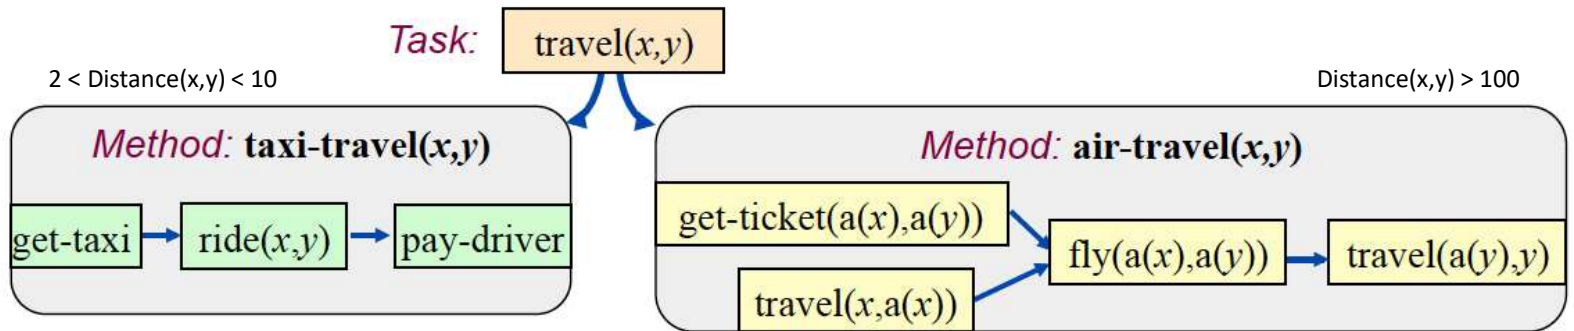 Task: travel(x,y)
2 < Distance(x,y) < 10
Distance(x,y) > 100
Method: taxi-travel(x,y)
get-taxi
ride(x,y)
pay-driver
Method: air-travel(x,y)
get-ticket(a(x),a(y))
travel(x,a(x))
fly(a(x),a(y))
travel(a(y),y)